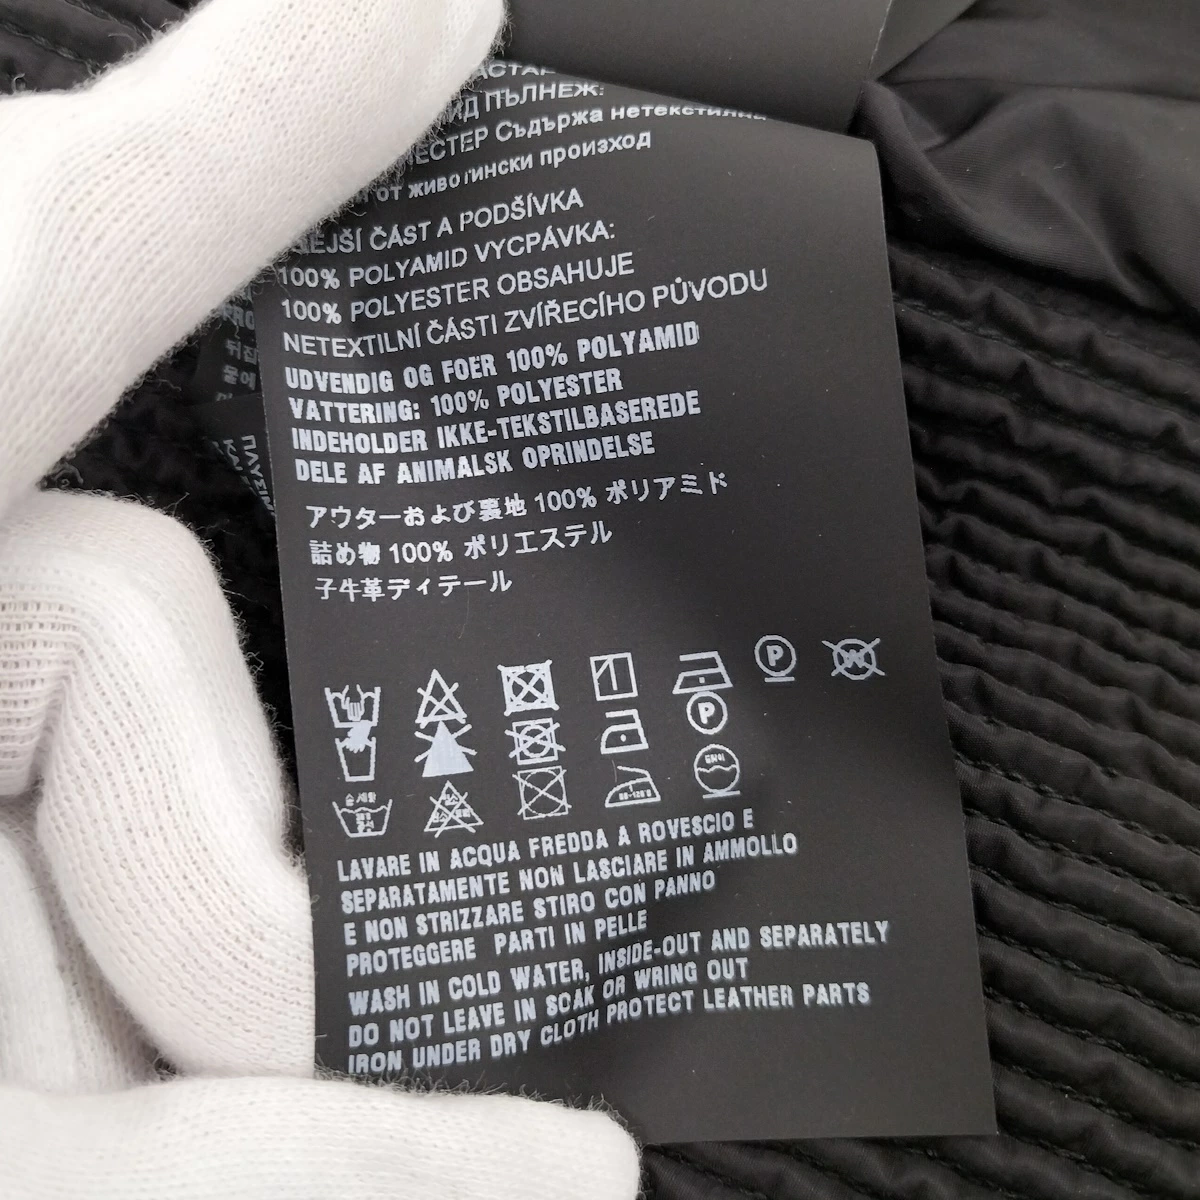 ПЪЛНЕЖ:
Съдържа нетекстилна
от животински произход
ČÁST A PODŠÍVKA
100% POLYAMID VYCPÁVKA:
100% POLYESTER OBSAHUJE
NETEXTILNÍ ČÁSTI ZVÍŘECÍHO PŮVODU
UDVENDIG OG FOER 100% POLYAMID
VATTERING: 100% POLYESTER
INDEHOLDER IKKE-TEKSTILBASEREDE
DELE AF ANIMALSK OPRINDELSE
アウターおよび裏地 100% ポリアミド
詰め物 100% ポリエステル
子牛革ディテール
P W
P
LAVARE IN ACQUA FREDDA A ROVESCIO E
SEPARATAMENTE NON LASCIARE IN AMMOLLO
E NON STRIZZARE STIRO CON PANNO
PROTEGGERE PARTI IN PELLE
WASH IN COLD WATER, INSIDE-OUT AND SEPARATELY
DO NOT LEAVE IN SOAK OR WRING OUT
IRON UNDER DRY CLOTH PROTECT LEATHER PARTS